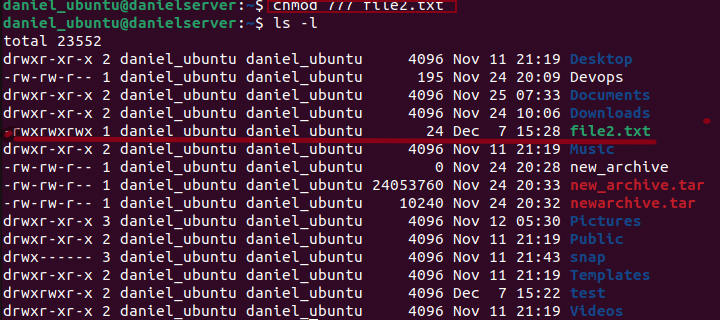 daniel_ubuntu@danielserver:~$ chmod 777 file2.txt
daniel_ubuntu@danielserver:~$ ls -l
total 23552
drwxr-xr-x 2 daniel_ubuntu daniel_ubuntu     4096 Nov 11 21:19 Desktop
-rw-rw-r-- 1 daniel_ubuntu daniel_ubuntu      195 Nov 24 20:09 Devops
drwxr-xr-x 2 daniel_ubuntu daniel_ubuntu     4096 Nov 25 07:33 Documents
drwxr-xr-x 2 daniel_ubuntu daniel_ubuntu     4096 Nov 24 10:06 Downloads
-rwxrwxrwx 1 daniel_ubuntu daniel_ubuntu       24 Dec  7 15:28 file2.txt
drwxr-xr-x 2 daniel_ubuntu daniel_ubuntu     4096 Nov 11 21:19 Music
-rw-rw-r-- 1 daniel_ubuntu daniel_ubuntu        0 Nov 24 20:28 new_archive
-rw-rw-r-- 1 daniel_ubuntu daniel_ubuntu 24053760 Nov 24 20:33 new_archive.tar
-rw-rw-r-- 1 daniel_ubuntu daniel_ubuntu    10240 Nov 24 20:32 newarchive.tar
drwxr-xr-x 3 daniel_ubuntu daniel_ubuntu     4096 Nov 12 05:30 Pictures
drwxr-xr-x 2 daniel_ubuntu daniel_ubuntu     4096 Nov 11 21:19 Public
drwx------ 3 daniel_ubuntu daniel_ubuntu     4096 Nov 11 21:43 snap
drwxr-xr-x 2 daniel_ubuntu daniel_ubuntu     4096 Nov 11 21:19 Templates
drwxrwxr-x 2 daniel_ubuntu daniel_ubuntu     4096 Dec  7 15:22 test
drwxr-xr-x 2 daniel_ubuntu daniel_ubuntu     4096 Nov 11 21:19 Videos